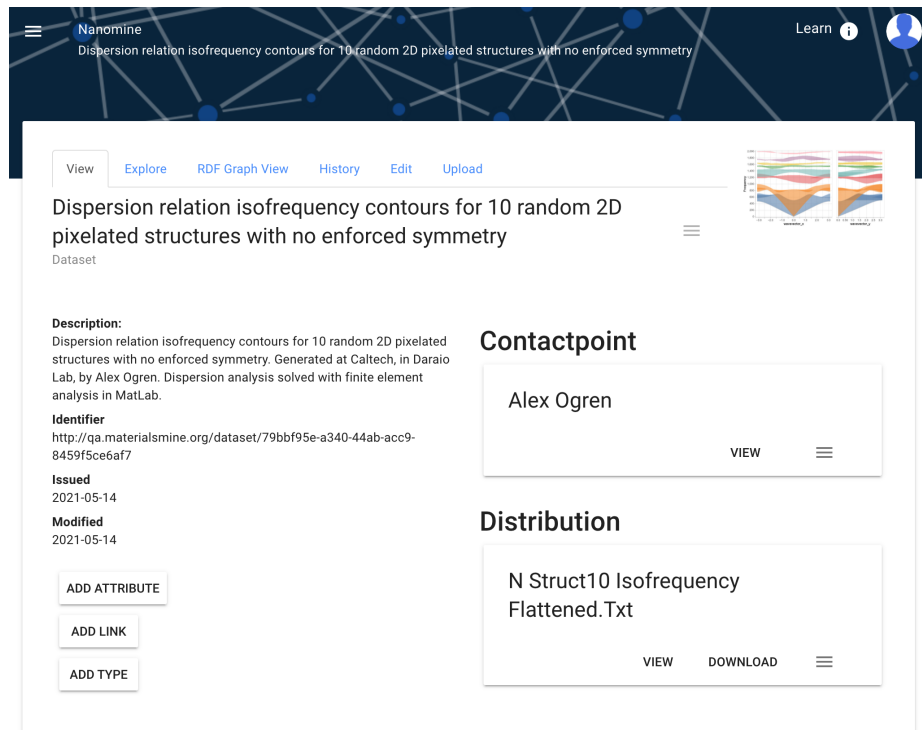 Nanomine
Learn
Dispersion relation isofrequency contours for 10 random 2D pixelated structures with no enforced symmetry
View Explore RDF Graph View History Edit Upload
Dispersion relation isofrequency contours for 10 random 2D
pixelated structures with no enforced symmetry
Dataset
Description:
Dispersion relation isofrequency contours for 10 random 2D pixelated
structures with no enforced symmetry. Generated at Caltech, in Daraio
Lab, by Alex Ogren. Dispersion analysis solved with finite element
analysis in MatLab.
Identifier
http://qa.materialsmine.org/dataset/79bbf95e-a340-44ab-acc9-
8459f5ce6af7
Issued
2021-05-14
Modified
2021-05-14
ADD ATTRIBUTE
ADD LINK
ADD TYPE
Contactpoint
Alex Ogren
VIEW
Distribution
N Struct10 Isofrequency
Flattened.Txt
VIEW DOWNLOAD